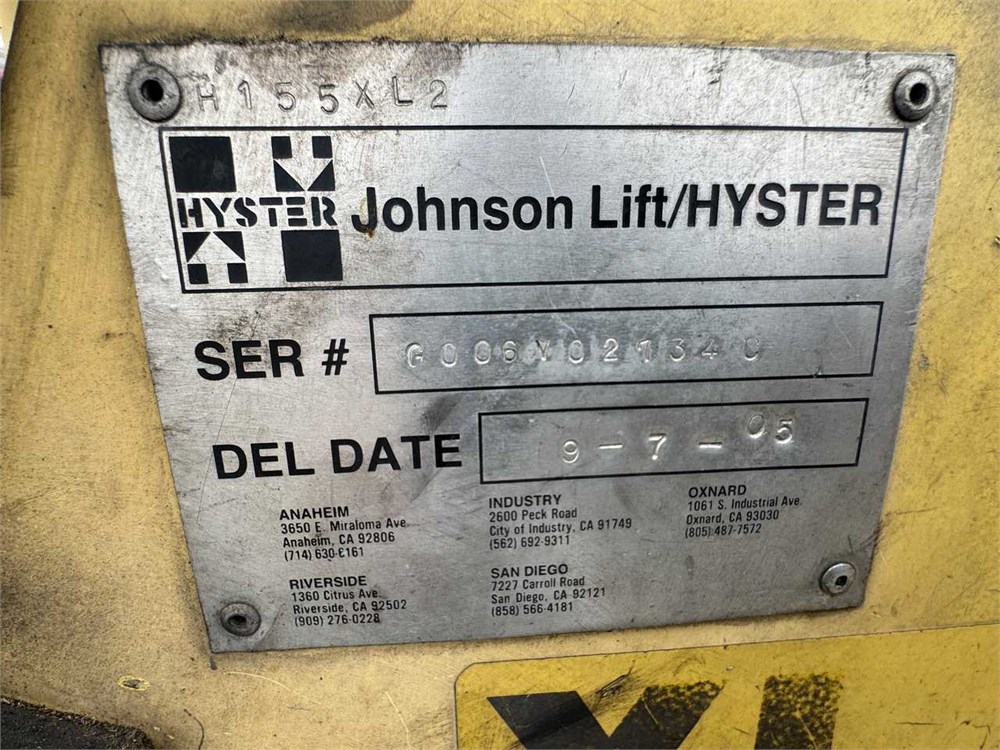 H155XL2
HYSTER
Johnson Lift/HYSTER
SER # G006Y02134C
DEL DATE 9-7-05
ANAHEIM
3650 E. Miraloma Ave.
Anaheim, CA 92806
(714) 630-6161
INDUSTRY
2600 Peck Road
City of Industry, CA 91749
(562) 692-9311
OXNARD
1061 S. Industrial Ave.
Oxnard, CA 93030
(805) 487-7572
RIVERSIDE
1360 Citrus Ave.
Riverside, CA 92502
(909) 276-0228
SAN DIEGO
7227 Carroll Road
San Diego, CA 92121
(858) 566-4181